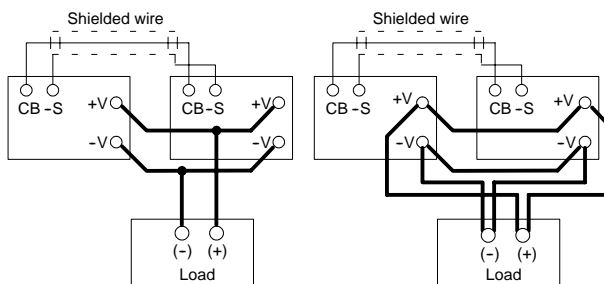 Shielded wire
CB -S +V
-V
CB -S +V
-V
(-) (+)
Load
Shielded wire
CB -S +V
-V
CB -S +V
-V
(-) (+)
Load